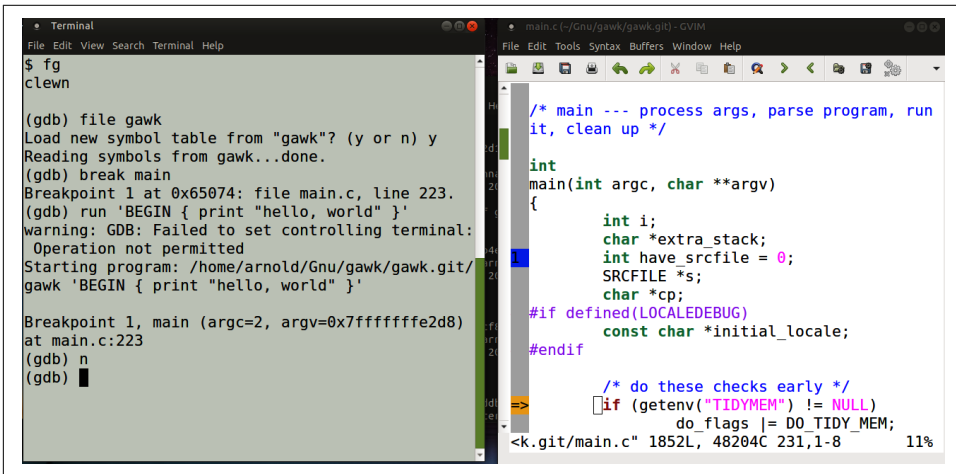 Terminal
File Edit View Search Terminal Help
$ fg
clewn
(gdb) file gawk
Load new symbol table from "gawk"? (y or n) y
Reading symbols from gawk...done.
(gdb) break main
Breakpoint 1 at 0x65074: file main.c, line 223.
(gdb) run 'BEGIN { print "hello, world" }'
warning: GDB: Failed to set controlling terminal:
Operation not permitted
Starting program: /home/arnold/Gnu/gawk/gawk.git/
gawk 'BEGIN { print "hello, world" }'
Breakpoint 1, main (argc=2, argv=0x7fffffffe2d8)
at main.c:223
(gdb) n
(gdb)
main.c (~/Gnu/gawk/gawk.git) - GVIM
File Edit Tools Syntax Buffers Window Help
/* main --- process args, parse program, run
it, clean up */
int
main(int argc, char **argv)
{
int i;
char *extra_stack;
1 int have_srcfile = 0;
SRCFILE *s;
char *cp;
#if defined(LOCALEDEBUG)
const char *initial_locale;
#endif
/* do these checks early */
=> if (getenv("TIDYMEM") != NULL)
do_flags |= DO_TIDY_MEM;
<k.git/main.c" 1852L, 48204C 231,1-8 11%